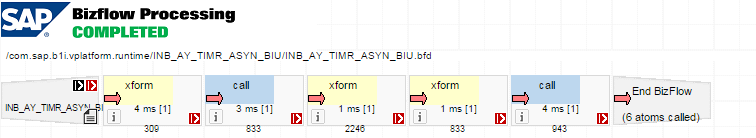 SAP
Bizflow Processing
COMPLETED
/com.sap.b1i.vplatform.runtime/INB_AY_TIMR_ASYN_BIU/INB_AY_TIMR_ASYN_BIU.bfd
INB_AY_TIMR_ASYN_BI
xform
4 ms [1]
i
309
call
3 ms [1]
i
833
xform
1 ms [1]
i
2246
xform
1 ms [1]
i
833
call
4 ms [1]
i
943
End BizFlow
(6 atoms called)